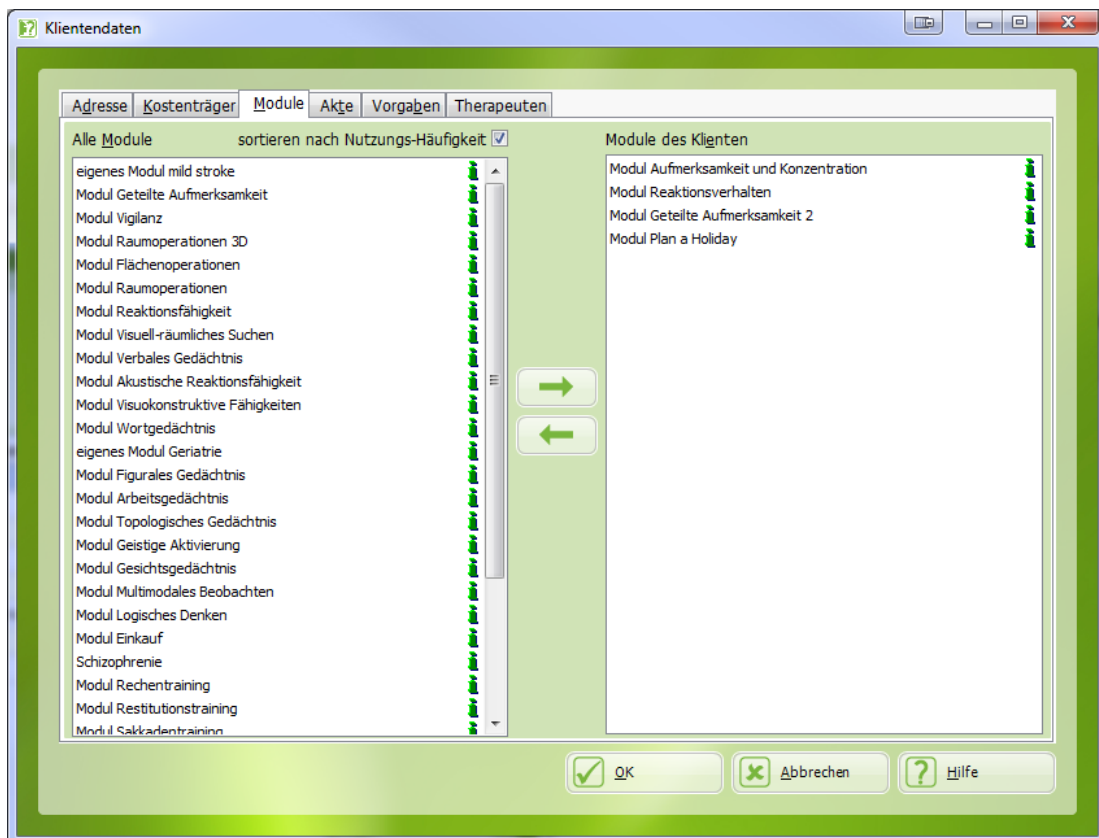 Klientendaten
Adresse Kostenträger Module Akte Vorgaben Therapeuten
Alle Module sortieren nach Nutzungs-Häufigkeit
eigenes Modul mild stroke
Modul Geteilte Aufmerksamkeit
Modul Vigilanz
Modul Raumoperationen 3D
Modul Flächenoperationen
Modul Raumoperationen
Modul Reaktionsfähigkeit
Modul Visuell-räumliches Suchen
Modul Verbales Gedächtnis
Modul Akustische Reaktionsfähigkeit
Modul Visuokonstruktive Fähigkeiten
Modul Wortgedächtnis
eigenes Modul Geriatrie
Modul Figurales Gedächtnis
Modul Arbeitsgedächtnis
Modul Topologisches Gedächtnis
Modul Geistige Aktivierung
Modul Gesichtsgedächtnis
Modul Multimodales Beobachten
Modul Logisches Denken
Modul Einkauf
Schizophrenie
Modul Rechentraining
Modul Restitutionstraining
Modul Sakkadentraining
Module des Klienten
Modul Aufmerksamkeit und Konzentration
Modul Reaktionsverhalten
Modul Geteilte Aufmerksamkeit 2
Modul Plan a Holiday
OK Abbrechen Hilfe